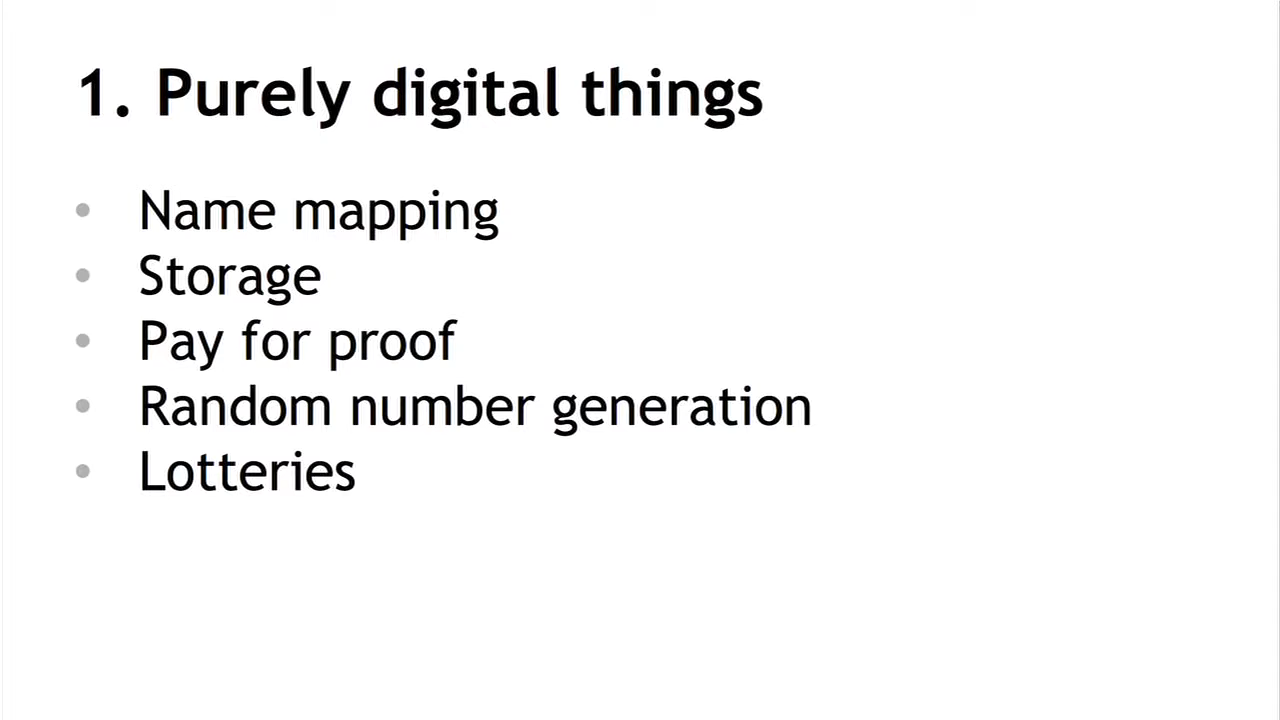 1. Purely digital things
• Name mapping
• Storage
• Pay for proof
• Random number generation
• Lotteries